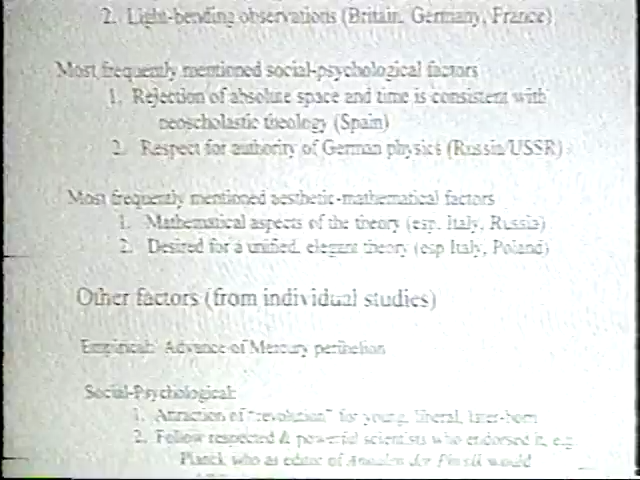 2. Light-bending observations (Britain, Germany, France)
Most frequently mentioned social-psychological factors
1. Rejection of absolute space and time is consistent with
neoscholastic theology (Spain)
2. Respect for authority of German physics (Russia/USSR)
Most frequently mentioned aesthetic-mathematical factors
1. Mathematical aspects of the theory (esp. Italy, Russia)
2. Desired for a unified, elegant theory (esp Italy, Poland)
Other factors (from individual studies)
Empirical: Advance of Mercury perihelion
Social-Psychological:
1. Attraction of "revolution" for young, liberal, later-born
2. Follow respected & powerful scientists who endorsed it, e.g.
Planck who as editor of Annalen der Physik would